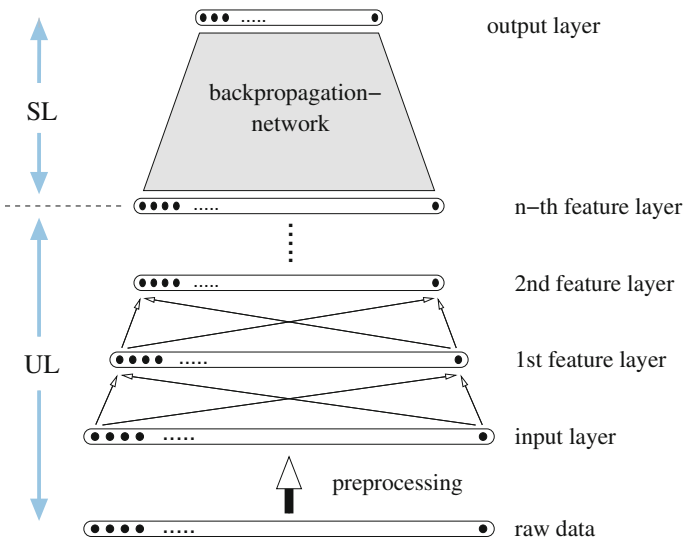 output layer
backpropagation–
network
SL
n–th feature layer
2nd feature layer
UL
1st feature layer
input layer
preprocessing
raw data